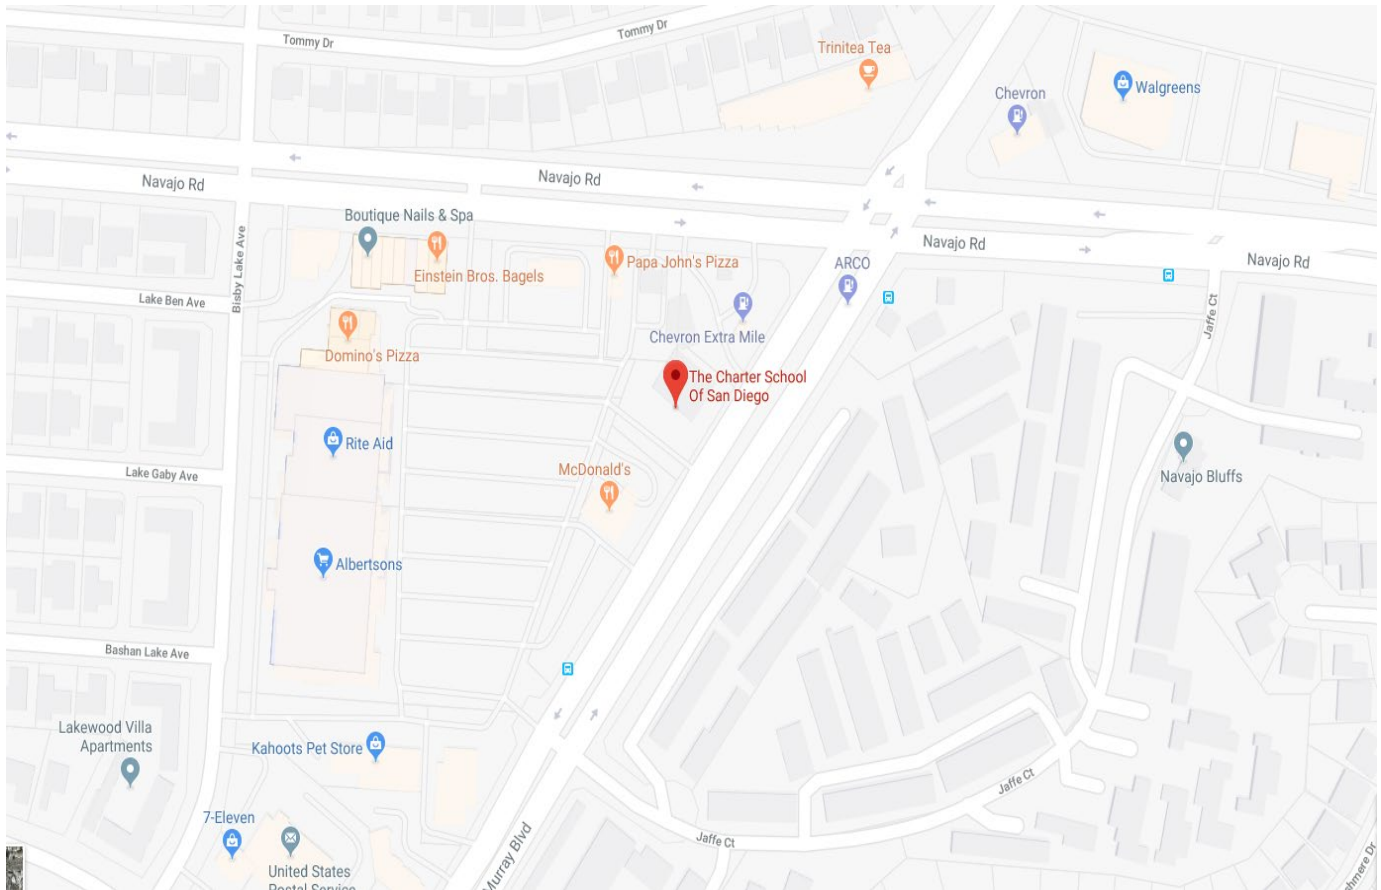 Tommy Dr
Tommy Dr
Trinitea Tea
Chevron
Walgreens
Navajo Rd
Navajo Rd
Boutique Nails & Spa
Einstein Bros. Bagels
Papa John's Pizza
ARCO
Navajo Rd
Navajo Rd
Bisby Lake Ave
Lake Ben Ave
Chevron Extra Mile
Jaffe Ct
Domino's Pizza
The Charter School
Of San Diego
Rite Aid
McDonald's
Lake Gaby Ave
Navajo Bluffs
Albertsons
Bashan Lake Ave
Lakewood Villa
Apartments
Kahoots Pet Store
Jaffe Ct
7-Eleven
Jaffe Ct
Murray Blvd
United States
Postal Service